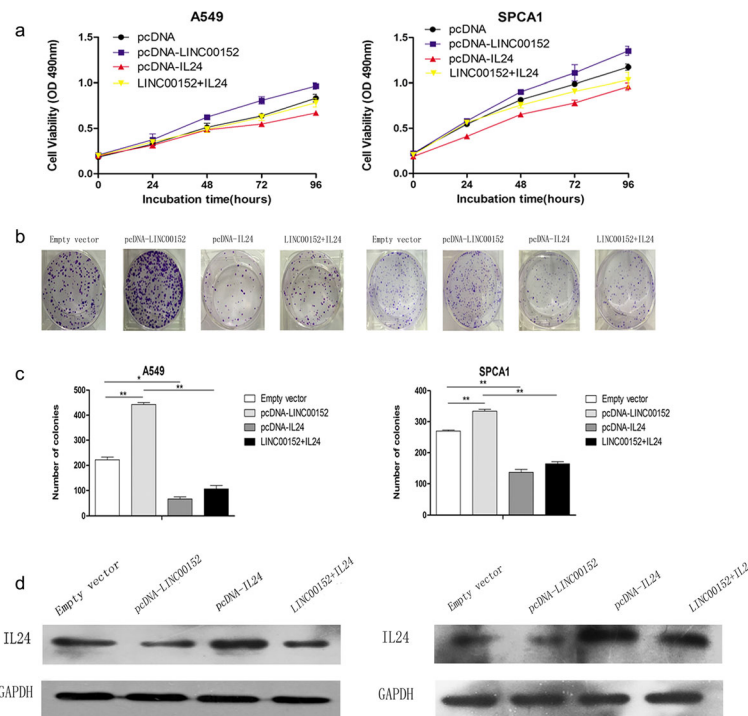 a
A549
Cell Viability (OD 490nm)
1.5
1.0
0.5
0.0
pcDNA
pcDNA-LINC00152
pcDNA-IL24
LINC00152+IL24
0 24 48 72 96
Incubation time(hours)
SPCA1
Cell Viability (OD 490nm)
1.5
1.0
0.5
0.0
pcDNA
pcDNA-LINC00152
pcDNA-IL24
LINC00152+IL24
0 24 48 72 96
Incubation time(hours)
b
Empty vector pcDNA-LINC00152 pcDNA-IL24 LINC00152+IL24
Empty vector pcDNA-LINC00152 pcDNA-IL24 LINC00152+IL24
c
A549
Number of colonies
500
400
300
200
100
0
*
**
**
Empty vector
pcDNA-LINC00152
pcDNA-IL24
LINC00152+IL24
SPCA1
Number of colonies
400
300
200
100
0
**
**
**
Empty vector
pcDNA-LINC00152
pcDNA-IL24
LINC00152+IL24
d
Empty vector pcDNA-LINC00152 pcDNA-IL24 LINC00152+IL24
IL24
GAPDH
Empty vector pcDNA-LINC00152 pcDNA-IL24 LINC00152+IL2
IL24
GAPDH